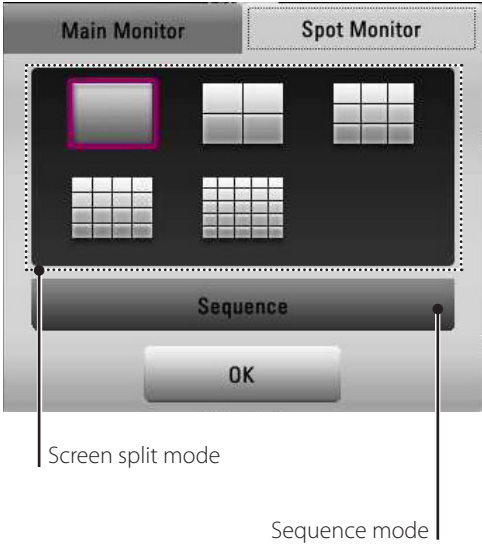 Main Monitor Spot Monitor
Sequence
OK
Screen split mode
Sequence mode